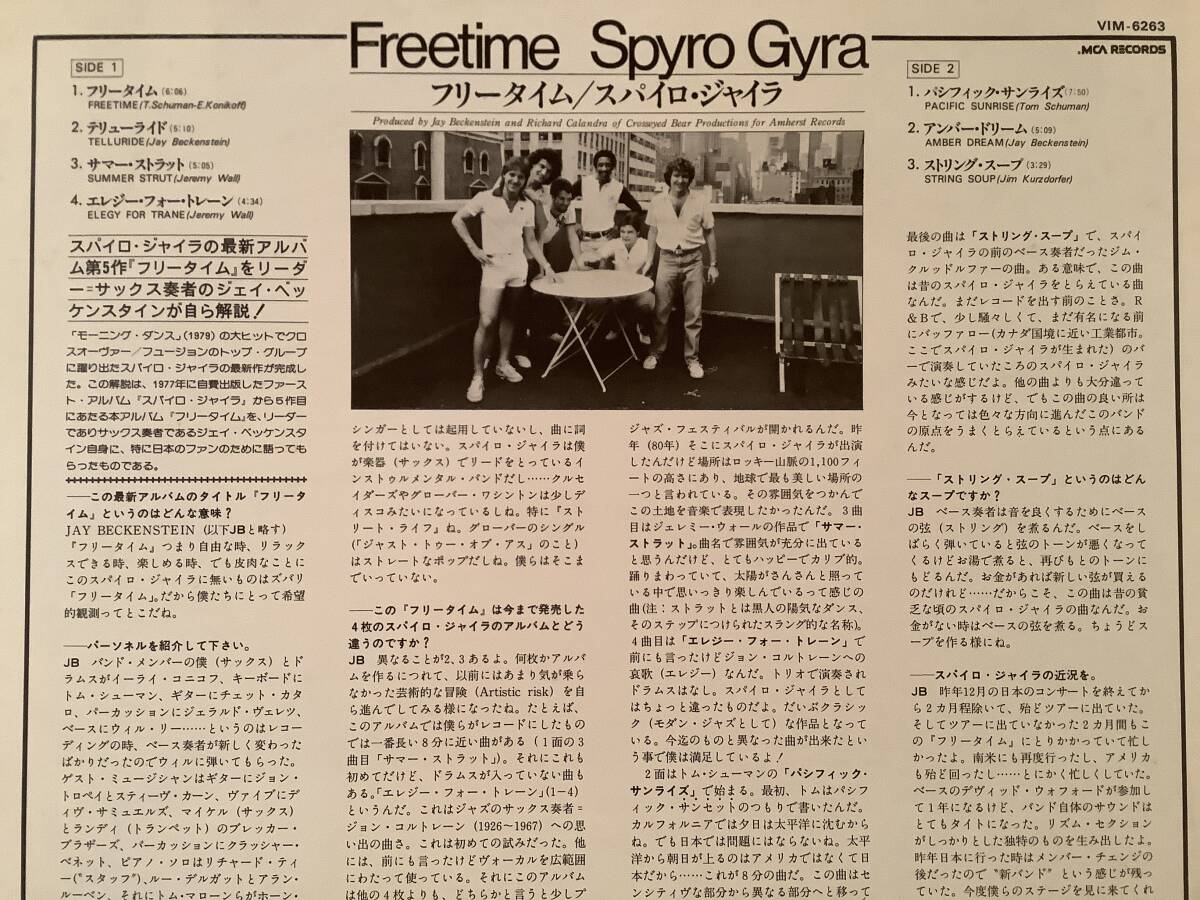 VIM-6263
Freetime Spyro Gyra
.MCA RECORDS
フリータイム/スパイロ・ジャイラ
Produced by Jay Beckenstein and Richard Calandra of Crosseyed Bear Productions for Amherst Records
SIDE 1
1. フリータイム (6:06)
FREETIME (T.Schuman-E.Konikoff)
2. テリューライド (5:10)
TELLURIDE (Jay Beckenstein)
3. サマー・ストラット (5:05)
SUMMER STRUT (Jeremy Wall)
4. エレジー・フォー・トレーン (4:34)
ELEGY FOR TRANE (Jeremy Wall)
SIDE 2
1. パシフィック・サンライズ (7:50)
PACIFIC SUNRISE (Tom Schuman)
2. アンバー・ドリーム (5:09)
AMBER DREAM (Jay Beckenstein)
3. ストリング・スープ (3:29)
STRING SOUP (Jim Kurzdorfer)
スパイロ・ジャイラの最新アルバ
ム第5作『フリータイム』をリーダ
ー=サックス奏者のジェイ・ベッ
ケンスタインが自ら解説!
「モーニング・ダンス」(1979) の大ヒットでクロ
スオーヴァー/フュージョンのトップ・グループ
に躍り出たスパイロ・ジャイラの最新作が完成し
た。この解説は、1977年に自費出版したファース
ト・アルバム『スパイロ・ジャイラ』から5作目
にあたる本アルバム『フリータイム』を、リーダー
でありサックス奏者であるジェイ・ベッケンスタ
イン自身に、特に日本のファンのために語っても
らったものである。
——この最新アルバムのタイトル『フリータ
イム』というのはどんな意味?
JAY BECKENSTEIN (以下JBと略す)
『フリータイム』つまり自由な時、リラック
スできる時、楽しめる時、でも皮肉なことに
このスパイロ・ジャイラに無いものはズバリ
「フリータイム」。だから僕たちにとって希望
的観測ってとこだね。
——パーソネルを紹介して下さい。
JB バンド・メンバーの僕 (サックス) とド
ラムスがイーライ・コニコフ、キーボードに
トム・シューマン、ギターにチェット・カタ
ロ、パーカッションにジェラルド・ヴェレツ、
ベースにウィル・リー……というのはレコー
ディングの時、ベース奏者が新しく変わった
ばかりだったのでウィルに弾いてもらった。
ゲスト・ミュージシャンはギターにジョン・
トロペイとスティーヴ・カーン、ヴァイブにデ
ィヴ・サミュエルズ、マイケル (サックス)
とランディ (トランペット) のブレッカー・
ブラザーズ、パーカッションにクラッシャー・
ベネット、ピアノ・ソロはリチャード・ティ
ー(“スタッフ”)、ルー・デルガットとアラン・
ルーベン、それにトム・マローンらがホーン・
シンガーとしては起用していないし、曲に詞
を付けてはいない。スパイロ・ジャイラは僕
が楽器 (サックス) でリードをとっているイ
ンストゥルメンタル・バンドだし……クルセ
イダーズやグローバー・ワシントンは少しデ
ィスコみたいになっているしね。特に『スト
リート・ライフ』ね。グローバーのシングル
(「ジャスト・トゥー・オブ・アス」のこと)
はストレートなポップだしね。僕らはそこま
でいっていない。
——この『フリータイム』は今まで発売した
4枚のスパイロ・ジャイラのアルバムとどう
違うのですか?
JB 異なることが2、3あるよ。何枚かアルバ
ムを作るにつれて、以前にはあまり気が乗ら
なかった芸術的な冒険 (Artistic risk) を自
ら進んでしてみる様になったね。たとえば、
このアルバムでは僕らがレコードにしたもの
では一番長い8分に近い曲がある (1面の3
曲目「サマー・ストラット」)。それにこれも
初めてだけど、ドラムスが入っていない曲も
ある。「エレジー・フォー・トレーン」(1-4)
というんだ。これはジャズのサックス奏者=
ジョン・コルトレーン (1926〜1967) への思
い出の曲さ。これは初めての試みだった。他
には、前にも言ったけどヴォーカルを広範囲
にわたって使っている。それにこのアルバム
は他の4枚よりも、どちらかと言うと少しプ
ジャズ・フェスティバルが開かれるんだ。昨
年 (80年) そこにスパイロ・ジャイラが出演
したんだけど場所はロッキー山脈の1,100フィ
ートの高さにあり、地球で最も美しい場所の
一つと言われている。その雰囲気をつかんで
この土地を音楽で表現したかったんだ。3曲
目はジェレミー・ウォールの作品で「サマー・
ストラット」。曲名で雰囲気が充分に出ている
と思うんだけど、とてもハッピーでカリブ的。
踊りまわっていて、太陽がさんさんと照って
いる中で思いっきり楽しんでいるって感じの
曲(注：ストラットとは黒人の陽気なダンス、
そのステップにつけられたスラング的な名称)。
4曲目は「エレジー・フォー・トレーン」で
前にも言ったけどジョン・コルトレーンへの
哀歌 (エレジー) なんだ。トリオで演奏され
ドラムスはなし。スパイロ・ジャイラとして
はちょっと違ったものだよ。だいぶクラシッ
ク (モダン・ジャズとして) な作品となって
いる。今迄のものと異なった曲が出来たとい
う事で僕は満足しているよ!
2面はトム・シューマンの「パシフィック・
サンライズ」で始まる。最初、トムはパシフ
ィック・サンセットのつもりで書いたんだ。
カルフォルニアでは夕日は太平洋に沈むから
ね。でも日本では問題にはならないね。太平
洋から朝日が上るのはアメリカではなくて日
本だから……これが8分の曲だ。この曲はセ
ンシティヴな部分から異なる部分へと移って
最後の曲は「ストリング・スープ」で、スパイ
ロ・ジャイラの前のベース奏者だったジム・
クルッドルファーの曲。ある意味で、この曲
は昔のスパイロ・ジャイラをとらえている曲
なんだ。まだレコードを出す前のことさ。R
&Bで、少し騒々しくて、まだ有名になる前
にバッファロー(カナダ国境に近い工業都市。
ここでスパイロ・ジャイラが生まれた) のバ
ーで演奏していたころのスパイロ・ジャイラ
みたいな感じだよ。他の曲よりも大分違って
いる感じがするけど、でもこの曲の良い所は
今となっては色々な方向に進んだこのバンド
の原点をうまくとらえているという点にある
んだ。
——「ストリング・スープ」というのはどん
なスープですか?
JB ベース奏者は音を良くするためにベース
の弦 (ストリング) を煮るんだ。ベースをし
ばらく弾いていると弦のトーンが悪くなって
くるけどお湯で煮ると、再びもとのトーンに
もどるんだ。お金があれば新しい弦が買える
のだけれど……だからこそ、この曲は昔の貧
乏な頃のスパイロ・ジャイラの曲なんだ。お
金がない時はベースの弦を煮る。ちょうどス
ープを作る様にね。
——スパイロ・ジャイラの近況を。
JB 昨年12月の日本のコンサートを終えてか
ら2カ月程除いて、殆どツアーに出ていた。
そしてツアーに出ていなかった2カ月間もこ
の『フリータイム』にとりかかっていて忙し
かったよ。南米にも再度行ったし、アメリカ
も殆ど回ったし……とにかく忙しくしていた。
ベースのデヴィッド・ウォフォードが参加し
て1年になるけど、バンド自体のサウンドは
とてもタイトになった。リズム・セクション
がしっかりとした独特のものを生み出したよ。
昨年日本に行った時はメンバー・チェンジの
後だったので“新バンド”という感じが残っ
ていた。今度僕らのステージを見に来てくれ